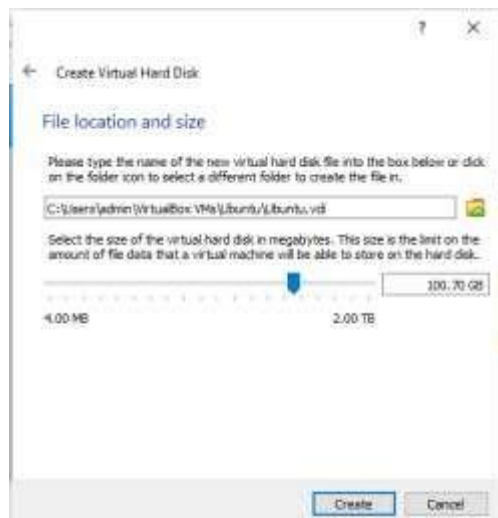 ?
Create Virtual Hard Disk
File location and size
Please type the name of the new virtual hard disk file into the box below or click
on the folder icon to select a different folder to create the file in.
C:\Users\admin\VirtualBox VMs\Ubuntu\Ubuntu.vdi
Select the size of the virtual hard disk in megabytes. This size is the limit on the
amount of file data that a virtual machine will be able to store on the hard disk.
100.70 GB
4.00 MB 2.00 TB
Create Cancel